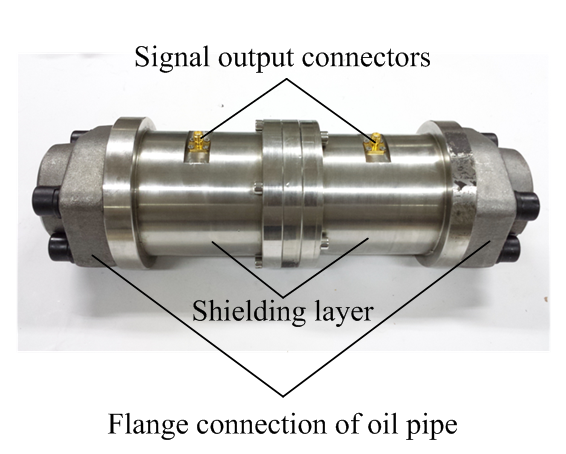 Signal output connectors
Shielding layer
Flange connection of oil pipe